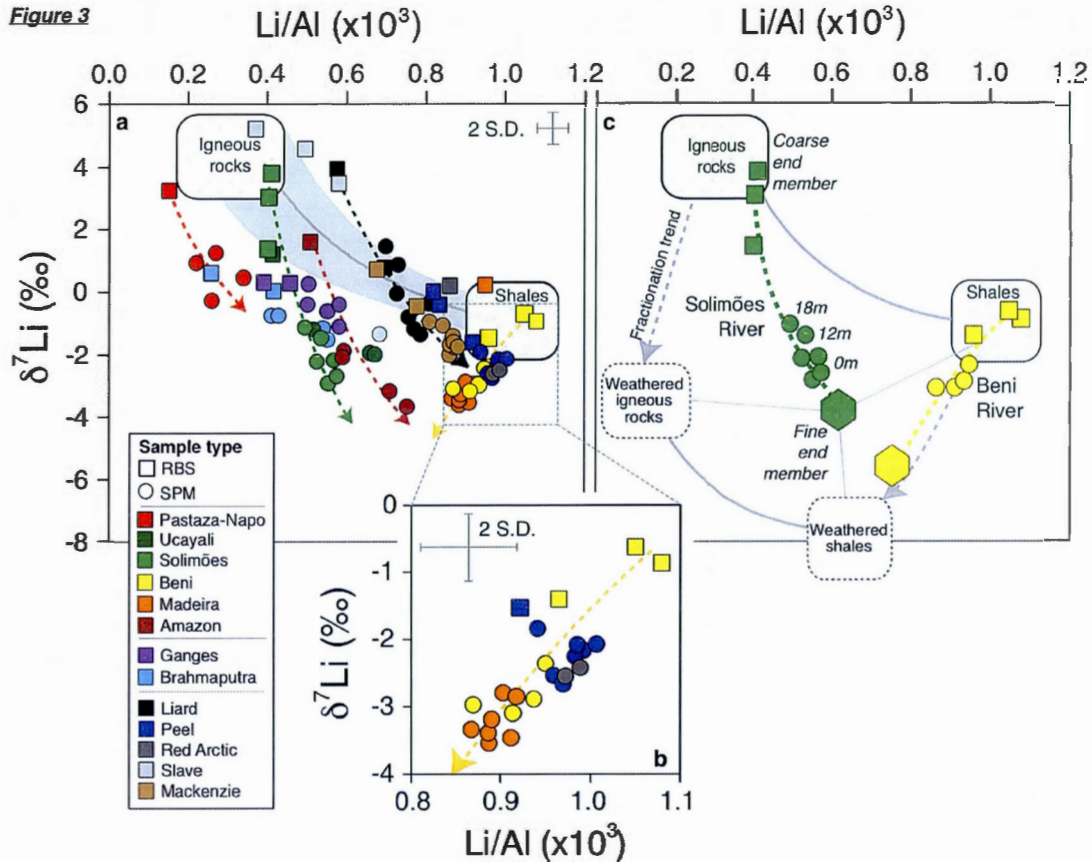 Figure 3
Li/Al (x10³)
Li/Al (x10³)
0.0 0.2 0.4 0.6 0.8 1.0 1.2
0.2 0.4 0.6 0.8 1.0 1.2
6
4
2
0
-2
-4
-6
-8
δ⁷Li (‰)
a
2 S.D.
Igneous
rocks
Shales
c
Igneous
rocks
Coarse
end
member
Fractionation trend
Solimões
River
18m
12m
0m
Shales
Beni
River
Weathered
igneous
rocks
Fine
end
member
Weathered
shales
Sample type
RBS
SPM
Pastaza-Napo
Ucayali
Solimões
Beni
Madeira
Amazon
Ganges
Brahmaputra
Liard
Peel
Red Arctic
Slave
Mackenzie
0
-1
-2
-3
-4
δ⁷Li (‰)
2 S.D.
b
0.8 0.9 1.0 1.1
Li/Al (x10³)